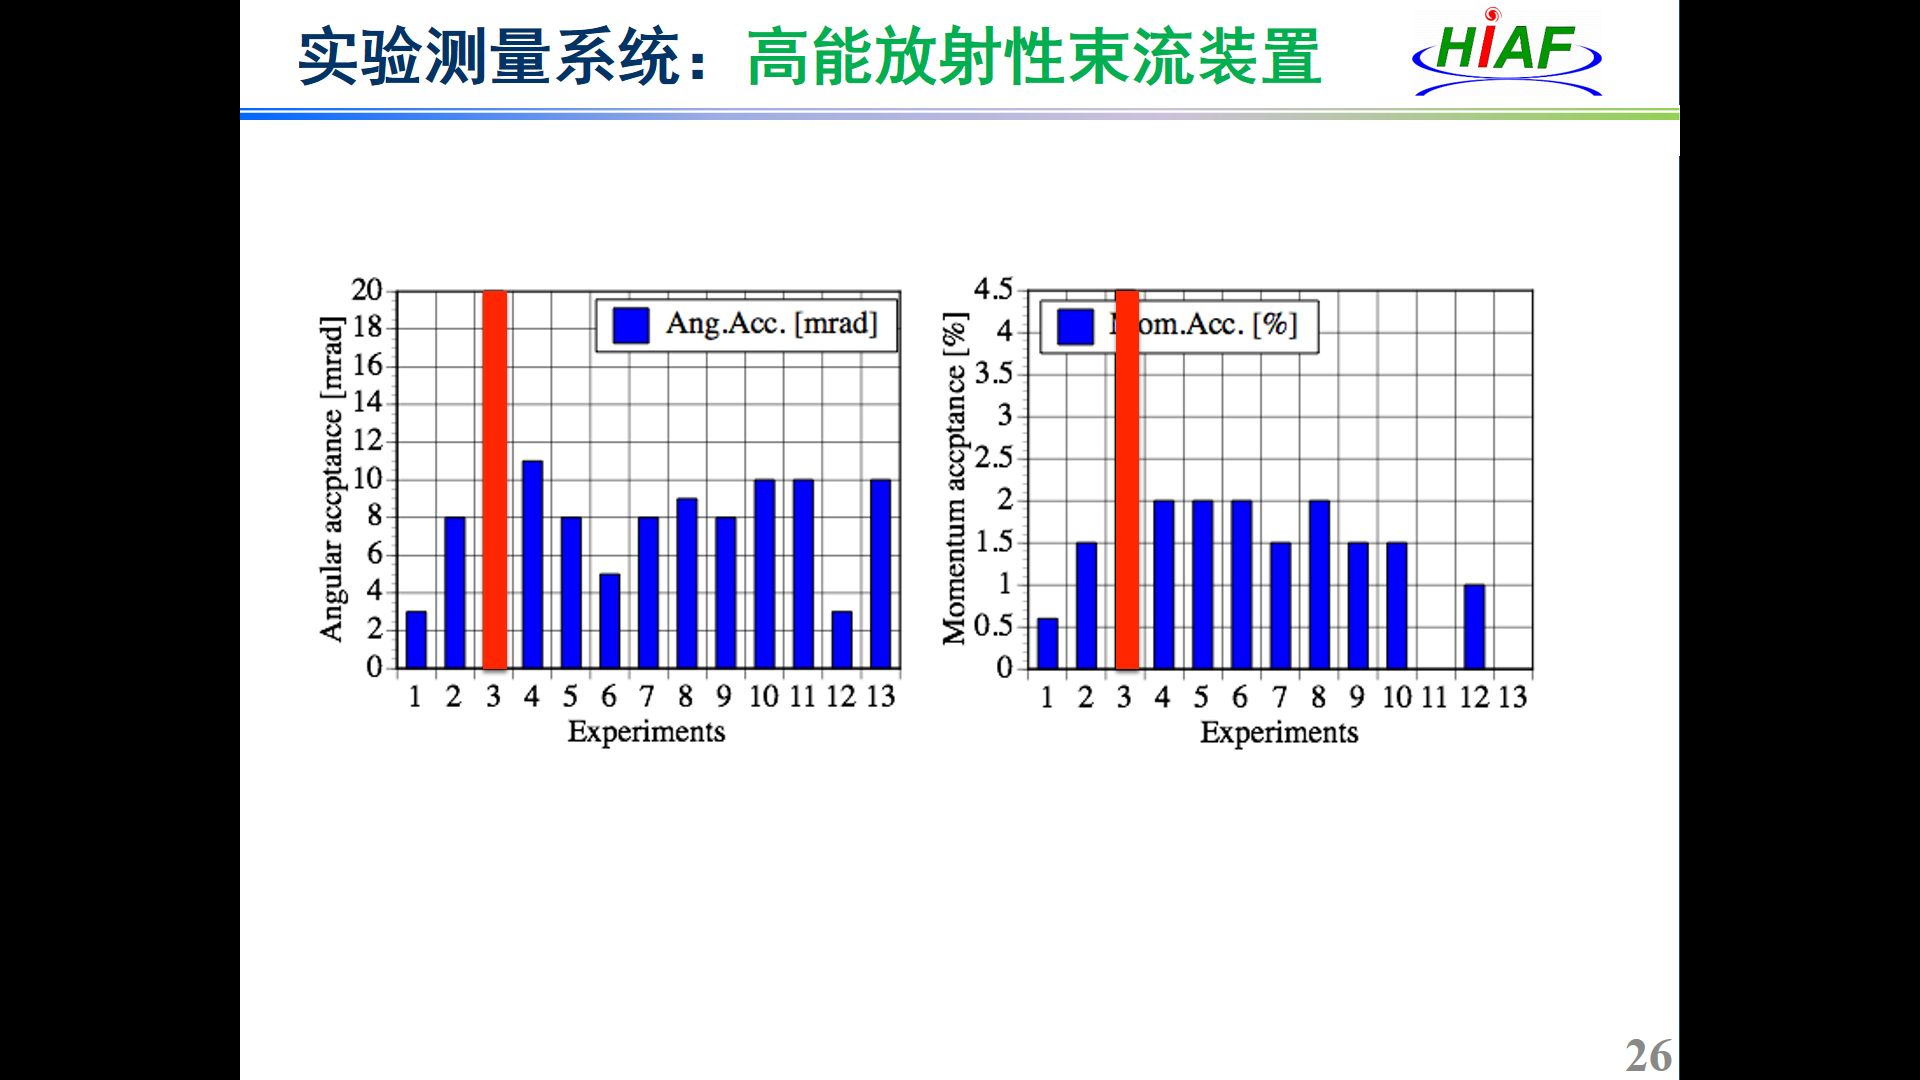 实验测量系统：高能放射性束流装置
HiAF
20
18
16
14
12
10
8
6
4
2
0
Angular accptance [mrad]
Ang.Acc. [mrad]
1 2 3 4 5 6 7 8 9 10 11 12 13
Experiments
4.5
4
3.5
3
2.5
2
1.5
1
0.5
0
Momentum accptance [%]
om.Acc. [%]
1 2 3 4 5 6 7 8 9 10 11 12 13
Experiments
26